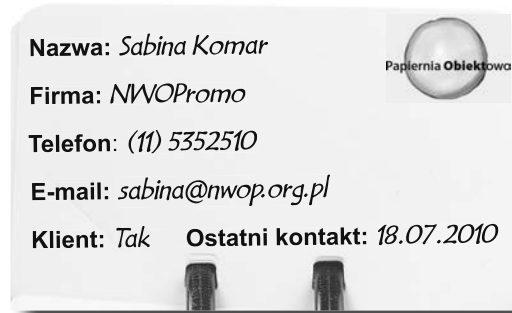 Nazwa: Sabina Komar
Papiernia Obiektowa
Firma: NWOPromo
Telefon: (11) 5352510
E-mail: sabina@nwop.org.pl
Klient: Tak Ostatni kontakt: 18.07.2010